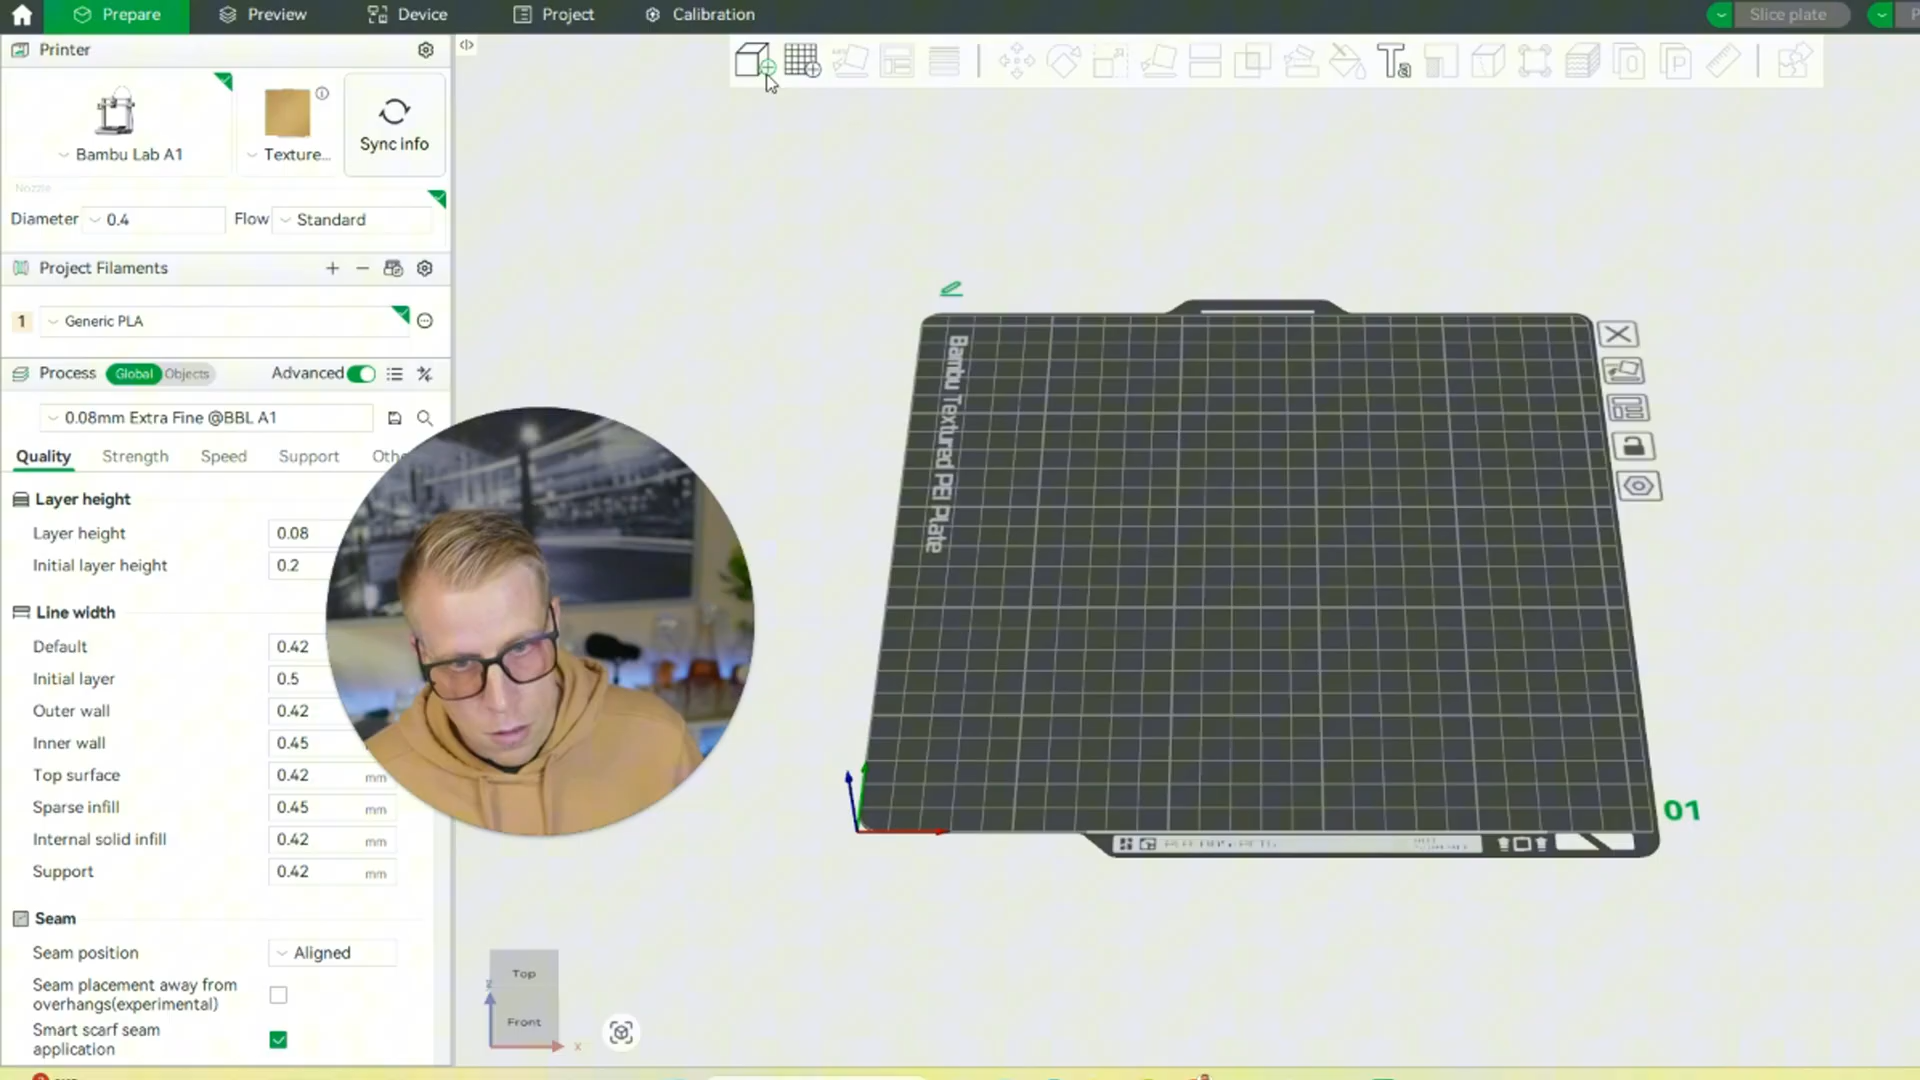 Prepare
Preview
Device
Project
Calibration
Slice plate
Printer
Bambu Lab A1
Texture...
Sync info
Nozzle
Diameter
0.4
Flow
Standard
Project Filaments
1
Generic PLA
Process
Global
Objects
Advanced
0.08mm Extra Fine @BBL A1
Quality
Strength
Speed
Support
Oth
Layer height
Layer height
0.08
Initial layer height
0.2
Line width
Default
0.42
Initial layer
0.5
Outer wall
0.42
Inner wall
0.45
Top surface
0.42
mm
Sparse infill
0.45
mm
Internal solid infill
0.42
mm
Support
0.42
mm
Seam
Seam position
Aligned
Seam placement away from
overhangs(experimental)
Smart scarf seam
application
Bambu Textured PEI Plate
01
Top
Front
z
x